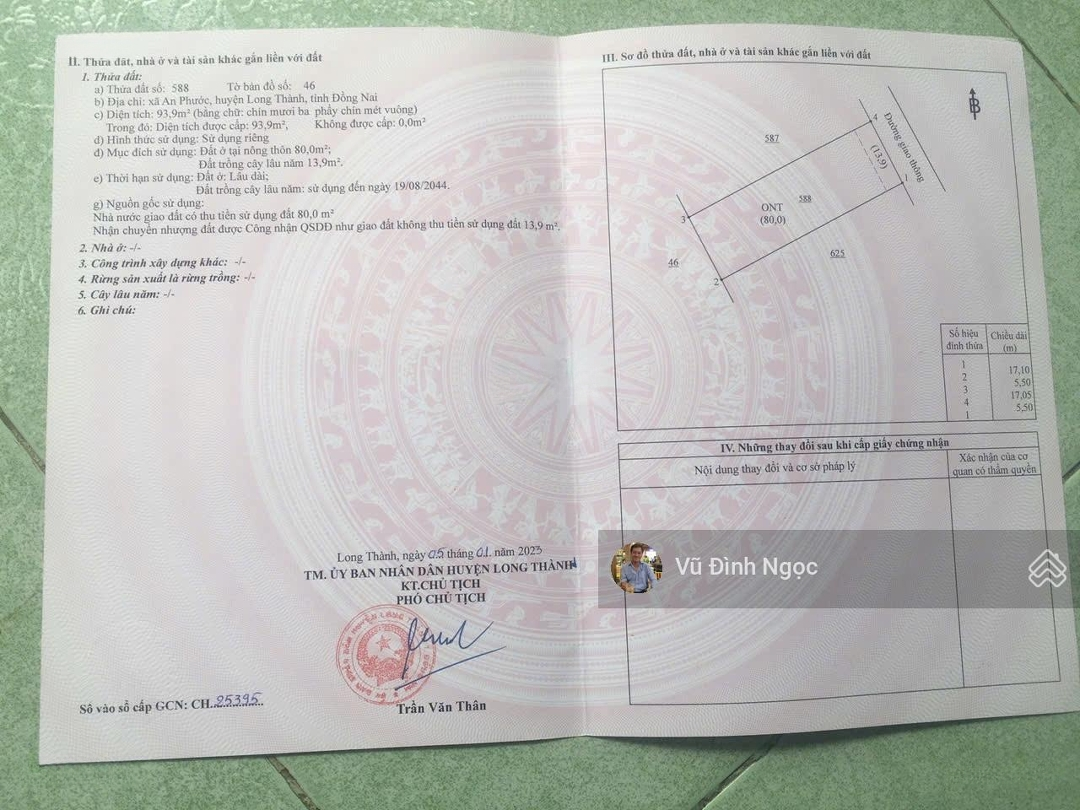 II. Thửa đất, nhà ở và tài sản khác gắn liền với đất
1. Thửa đất:
a) Thửa đất số: 588 Tờ bản đồ số: 46
b) Địa chỉ: xã An Phước, huyện Long Thành, tỉnh Đồng Nai
c) Diện tích: 93,9m² (bằng chữ: chín mươi ba phẩy chín mét vuông)
Trong đó: Diện tích được cấp: 93,9m², Không được cấp: 0,0m²
d) Hình thức sử dụng: Sử dụng riêng
đ) Mục đích sử dụng: Đất ở tại nông thôn 80,0m²;
Đất trồng cây lâu năm 13,9m².
e) Thời hạn sử dụng: Đất ở: Lâu dài;
Đất trồng cây lâu năm: sử dụng đến ngày 19/08/2044.
g) Nguồn gốc sử dụng:
Nhà nước giao đất có thu tiền sử dụng đất 80,0 m²
Nhận chuyển nhượng đất được Công nhận QSDĐ như giao đất không thu tiền sử dụng đất 13,9 m².
2. Nhà ở: -/-
3. Công trình xây dựng khác: -/-
4. Rừng sản xuất là rừng trồng: -/-
5. Cây lâu năm: -/-
6. Ghi chú:
Long Thành, ngày 05 tháng 01 năm 2023
TM. ỦY BAN NHÂN DÂN HUYỆN LONG THÀNH
KT.CHỦ TỊCH
PHÓ CHỦ TỊCH
Trần Văn Thân
Số vào sổ cấp GCN: CH 25395
III. Sơ đồ thửa đất, nhà ở và tài sản khác gắn liền với đất
B
587
4
Đường giao thông
(13,9)
1
588
ONT
(80,0)
3
46
625
2
Số hiệu đỉnh thửa Chiều dài (m)
1
17,10
2
5,50
3
17,05
4
5,50
1
IV. Những thay đổi sau khi cấp giấy chứng nhận
Nội dung thay đổi và cơ sở pháp lý
Xác nhận của cơ
quan có thẩm quyền
Vũ Đình Ngọc